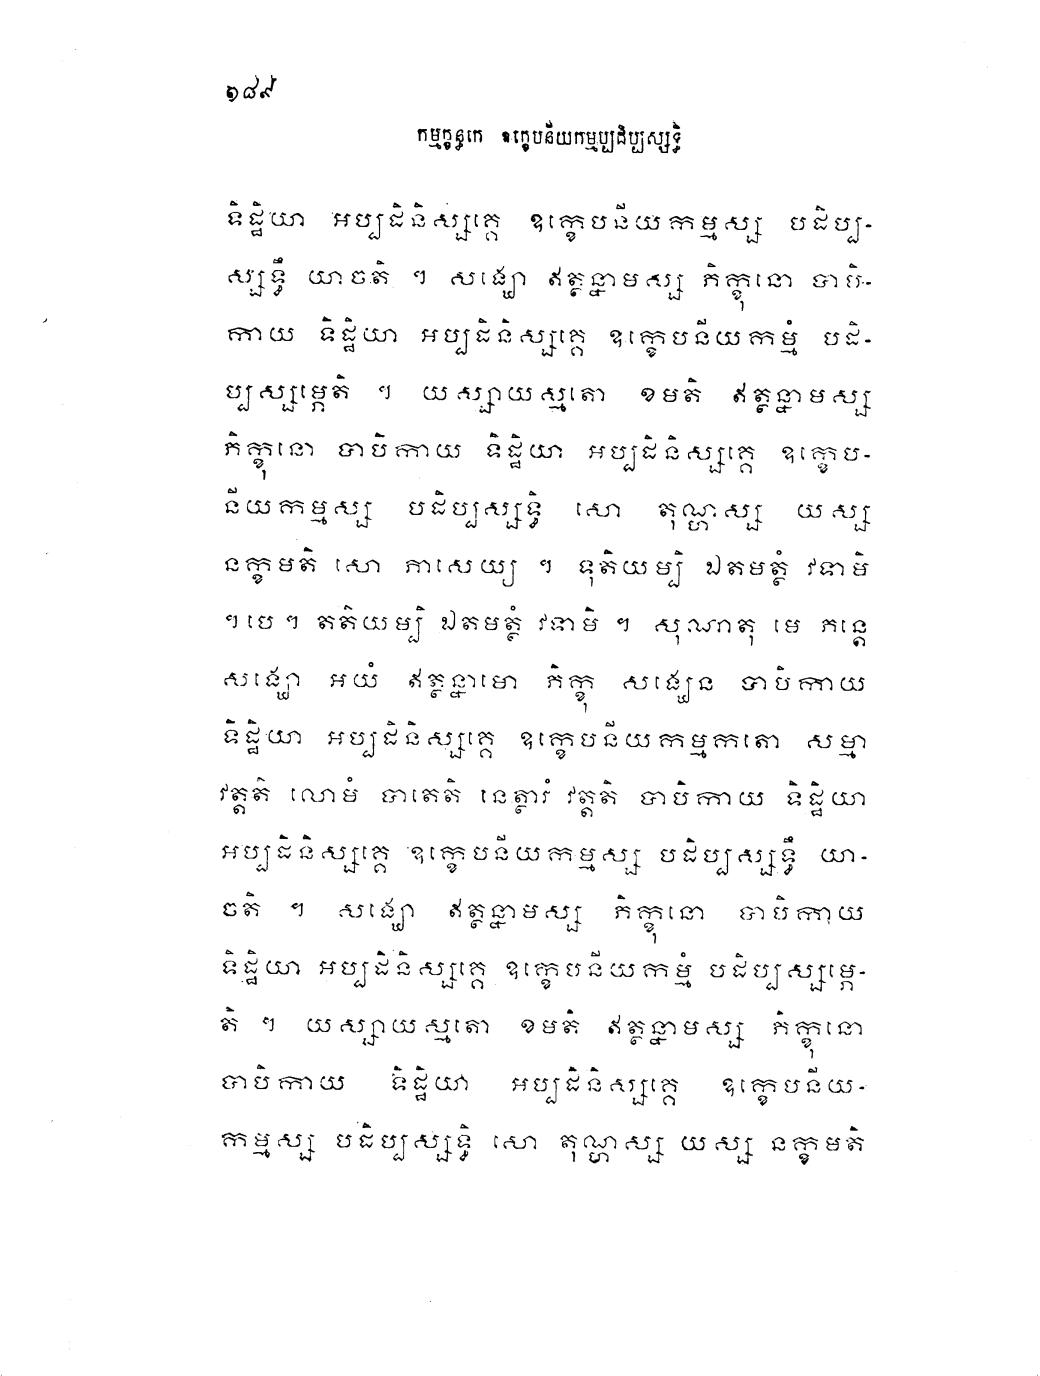 ១៨៩
កម្មក្ខន្ធកេ ឧក្ខេបនីយកម្មប្បដិប្បស្សទ្ធិ
ទិដ្ឋិយា អប្បដិនិស្សគ្គេ ឧក្ខេបនីយកម្មស្ស បដិប្ប-
ស្សទ្ធឹ យាចតិ ។ សង្ឃោ ឥត្ថន្នាមស្ស ភិក្ខុនោ បាបិ-
កាយ ទិដ្ឋិយា អប្បដិនិស្សគ្គេ ឧក្ខេបនីយកម្មំ បដិ-
ប្បស្សម្ភេតិ ។ យស្សាយស្មតោ ខមតិ ឥត្ថន្នាមស្ស
ភិក្ខុនោ បាបិកាយ ទិដ្ឋិយា អប្បដិនិស្សគ្គេ ឧក្ខេប-
នីយកម្មស្ស បដិប្បស្សទ្ធិ សោ តុណ្ហស្ស យស្ស
នក្ខមតិ សោ ភាសេយ្យ ។ ទុតិយម្បិ ឯតមត្ថំ វទាមិ
។ បេ ។ តតិយម្បិ ឯតមត្ថំ វទាមិ ។ សុណាតុ មេ ភន្តេ
សង្ឃោ អយំ ឥត្ថន្នាមោ ភិក្ខុ សង្ឃេន បាបិកាយ
ទិដ្ឋិយា អប្បដិនិស្សគ្គេ ឧក្ខេបនីយកម្មកតោ សម្មា
វត្តតិ លោមំ បាតេតិ នេត្ថារំ វត្តតិ បាបិកាយ ទិដ្ឋិយា
អប្បដិនិស្សគ្គេ ឧក្ខេបនីយកម្មស្ស បដិប្បស្សទ្ធឹ យា-
ចតិ ។ សង្ឃោ ឥត្ថន្នាមស្ស ភិក្ខុនោ បាបិកាយ
ទិដ្ឋិយា អប្បដិនិស្សគ្គេ ឧក្ខេបនីយកម្មំ បដិប្បស្សម្ភេ-
តិ ។ យស្សាយស្មតោ ខមតិ ឥត្ថន្នាមស្ស ភិក្ខុនោ
បាបិកាយ ទិដ្ឋិយា អប្បដិនិស្សគ្គេ ឧក្ខេបនីយ-
កម្មស្ស បដិប្បស្សទ្ធិ សោ តុណ្ហស្ស យស្ស នក្ខមតិ